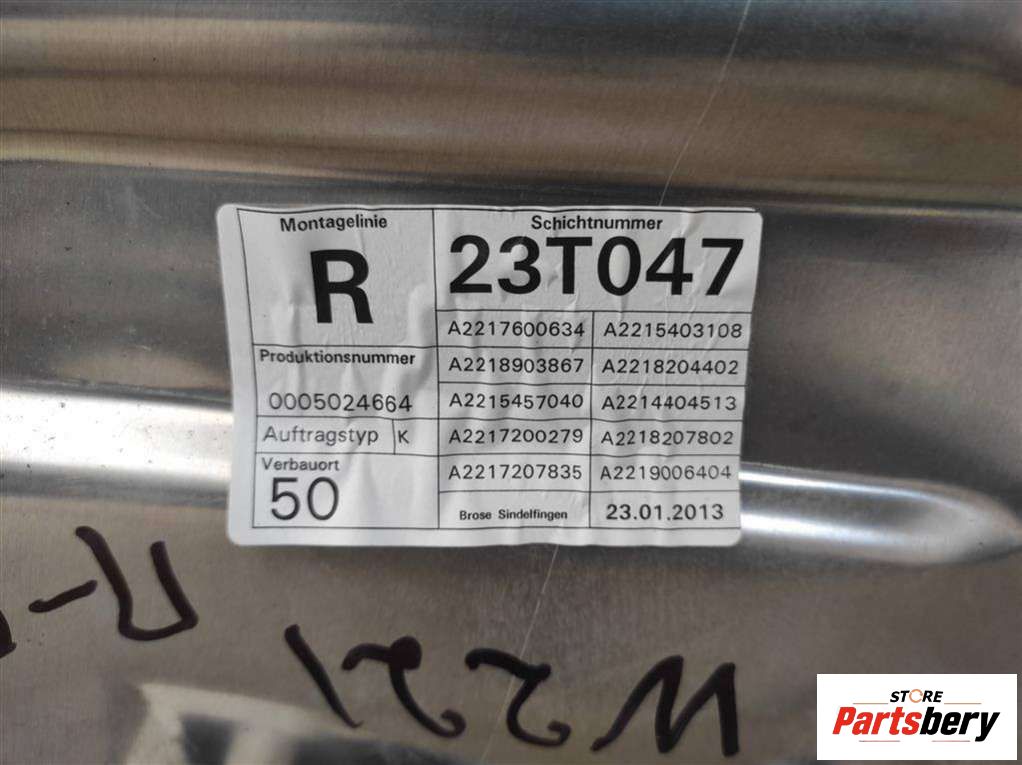 Montagelinie
R
Schichtnummer
23T047
A2217600634 A2215403108
Produktionsnummer
0005024664
A2218903867 A2218204402
A2215457040 A2214404513
Auftragstyp K
A2217200279 A2218207802
Verbauort
50
A2217207835 A2219006404
Brose Sindelfingen 23.01.2013
W221
STORE
Partsbery